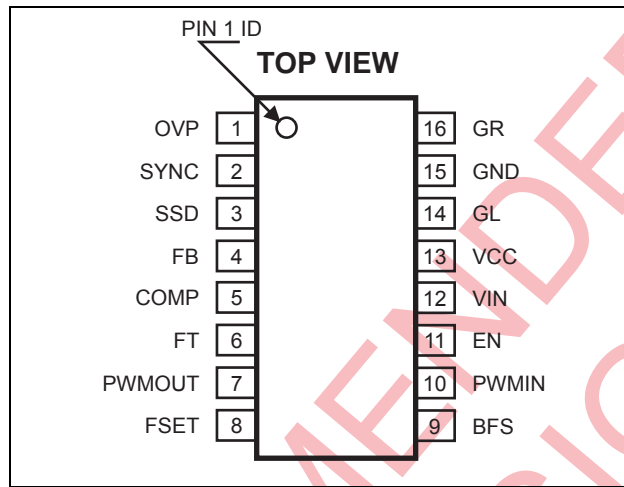 PIN 1 ID
TOP VIEW
OVP 1 16 GR
SYNC 2 15 GND
SSD 3 14 GL
FB 4 13 VCC
COMP 5 12 VIN
FT 6 11 EN
PWMOUT 7 10 PWMIN
FSET 8 9 BFS